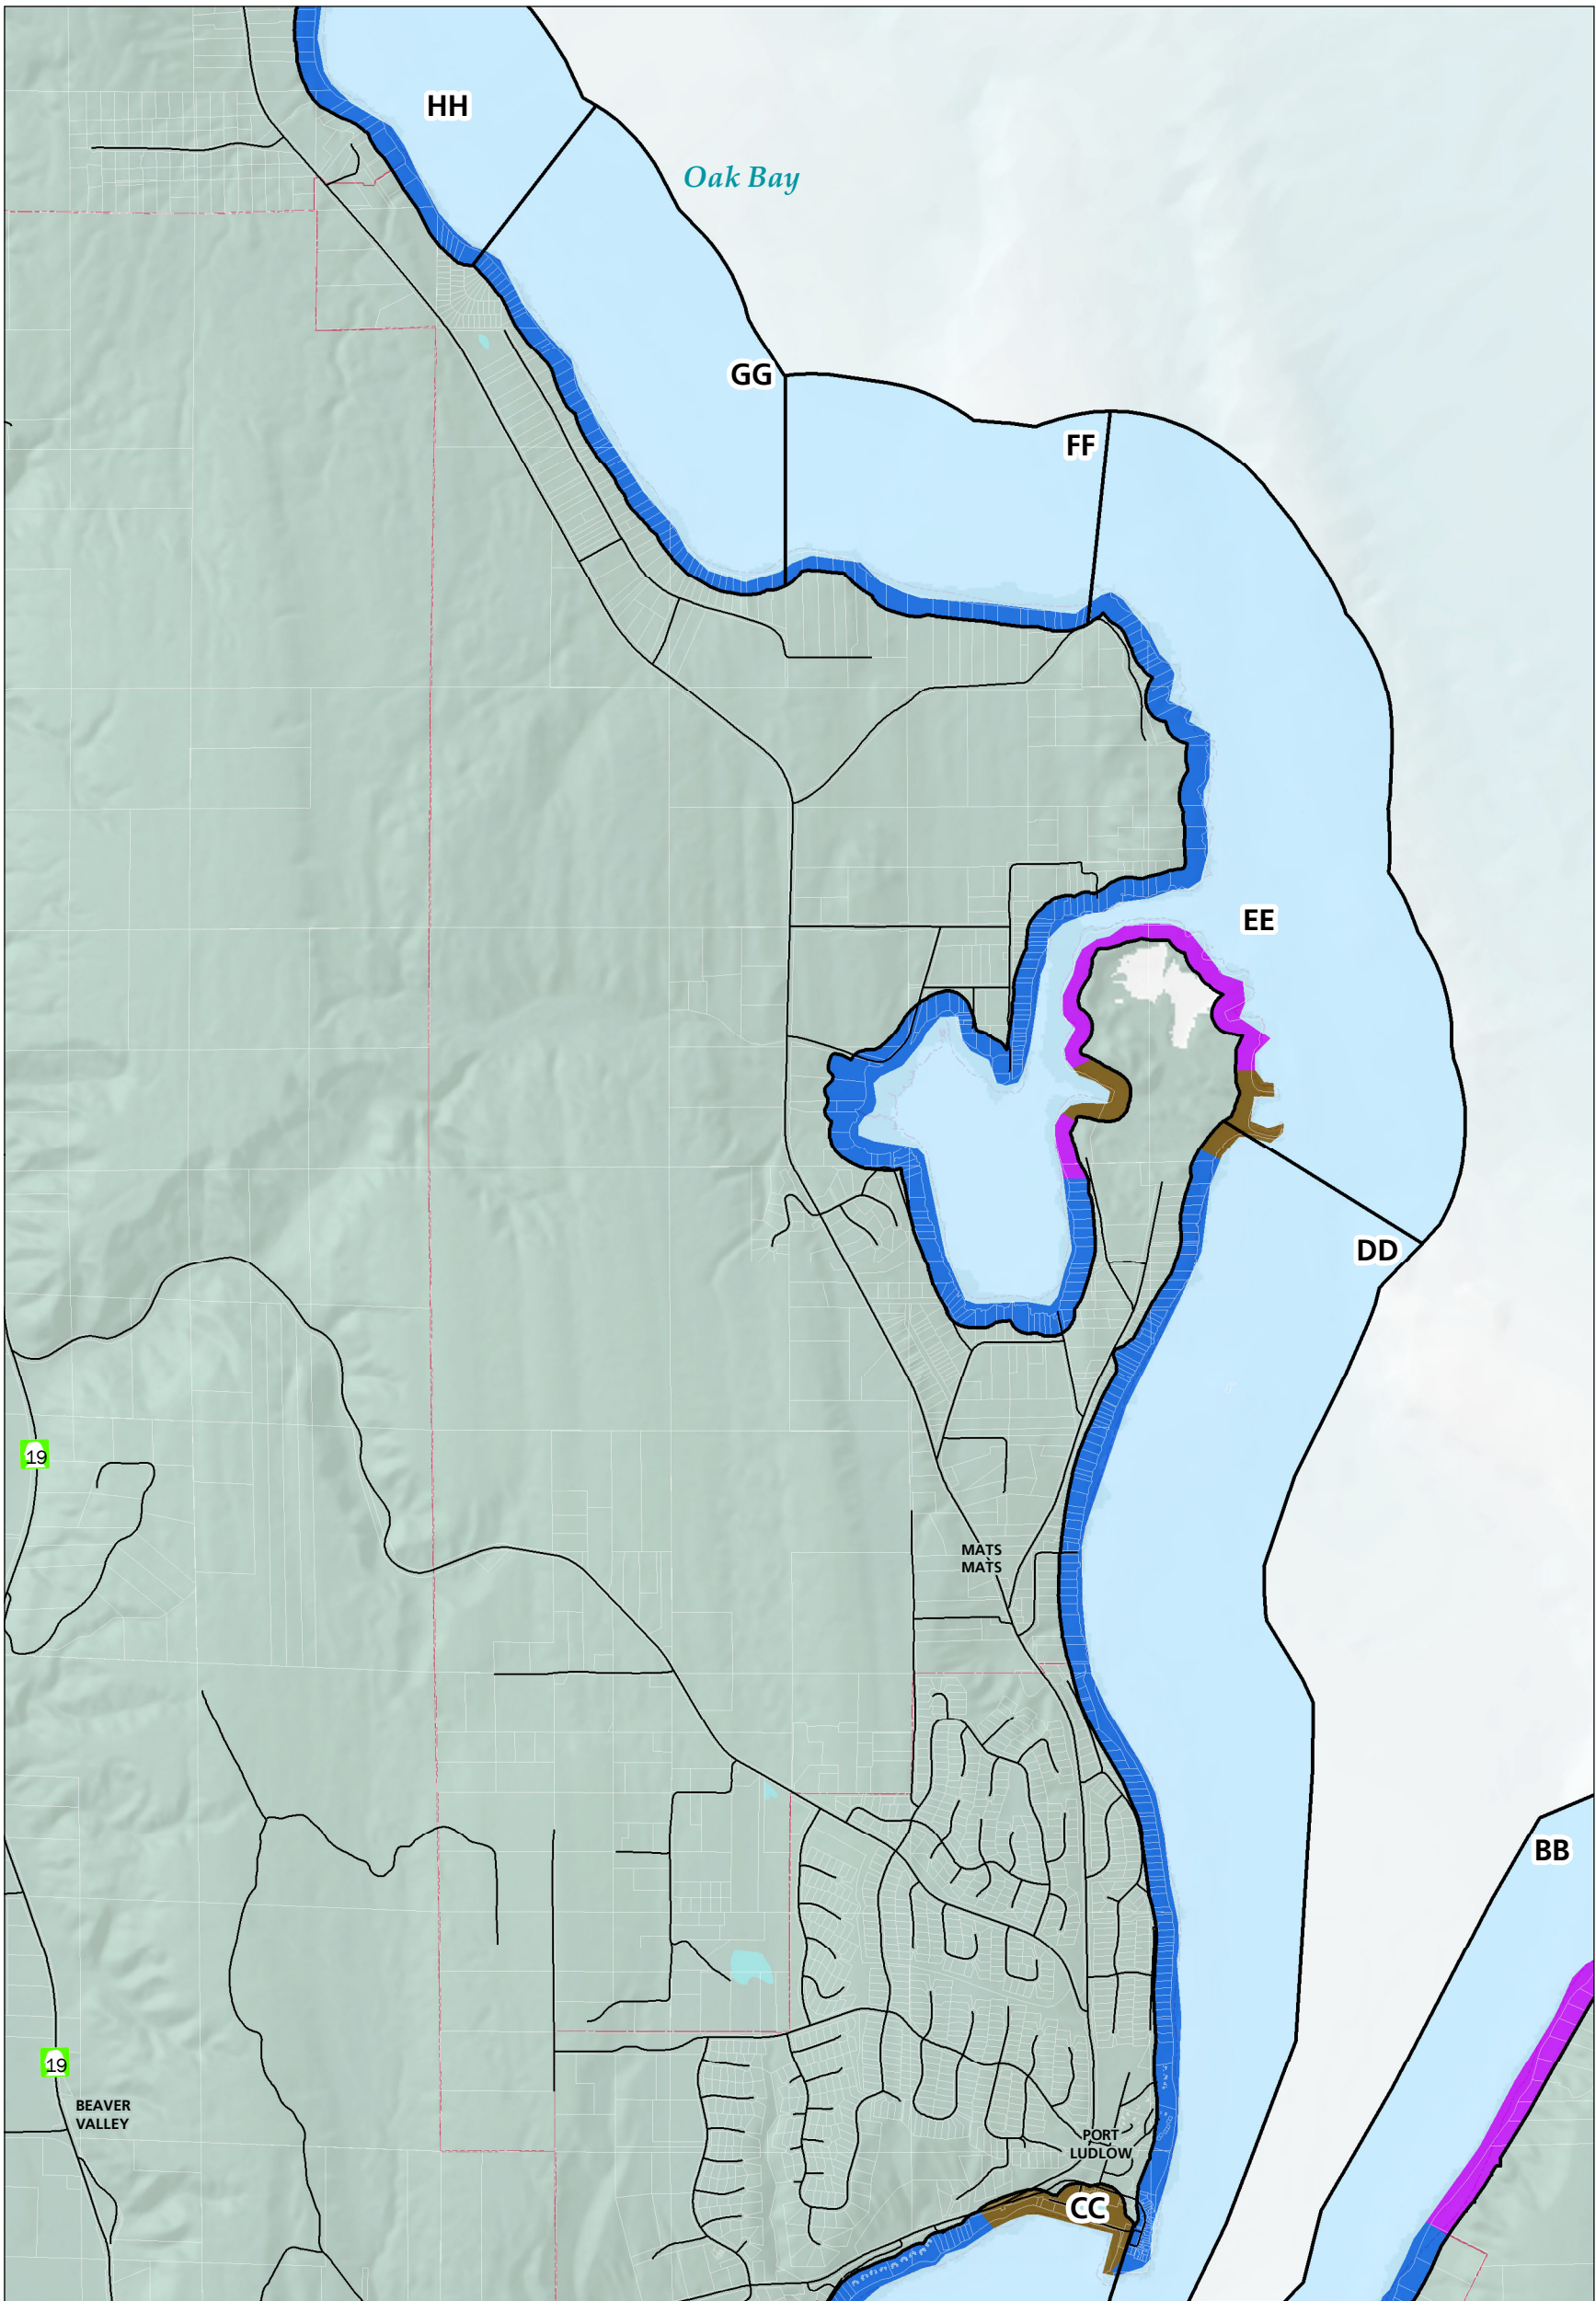 HH
Oak Bay
GG
FF
EE
DD
19
MATS
MATS
BB
19
BEAVER
VALLEY
PORT
LUDLOW
CC